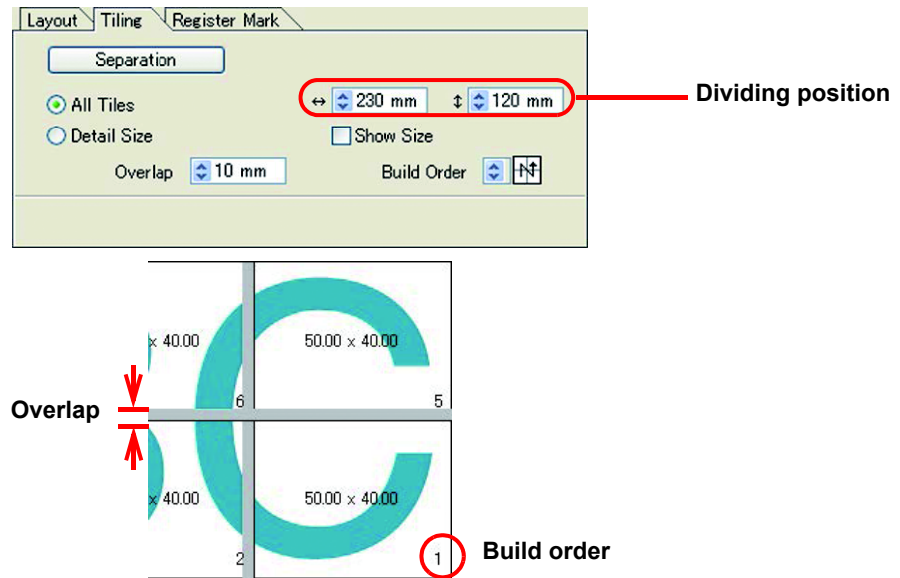 Layout Tiling Register Mark
Separation
All Tiles ↔ 230 mm ↕ 120 mm Dividing position
Detail Size Show Size
Overlap 10 mm Build Order
x 40.00 50.00 x 40.00
6 5
Overlap
x 40.00 50.00 x 40.00
2 1 Build order